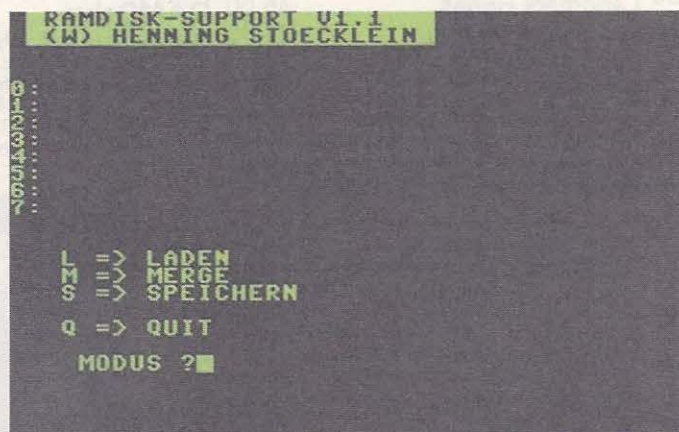 RAMDISK-SUPPORT V1.1
(W) HENNING STOECKLEIN
0:
1:
2:
3:
4:
5:
6:
7:
L => LADEN
M => MERGE
S => SPEICHERN
Q => QUIT
MODUS ?